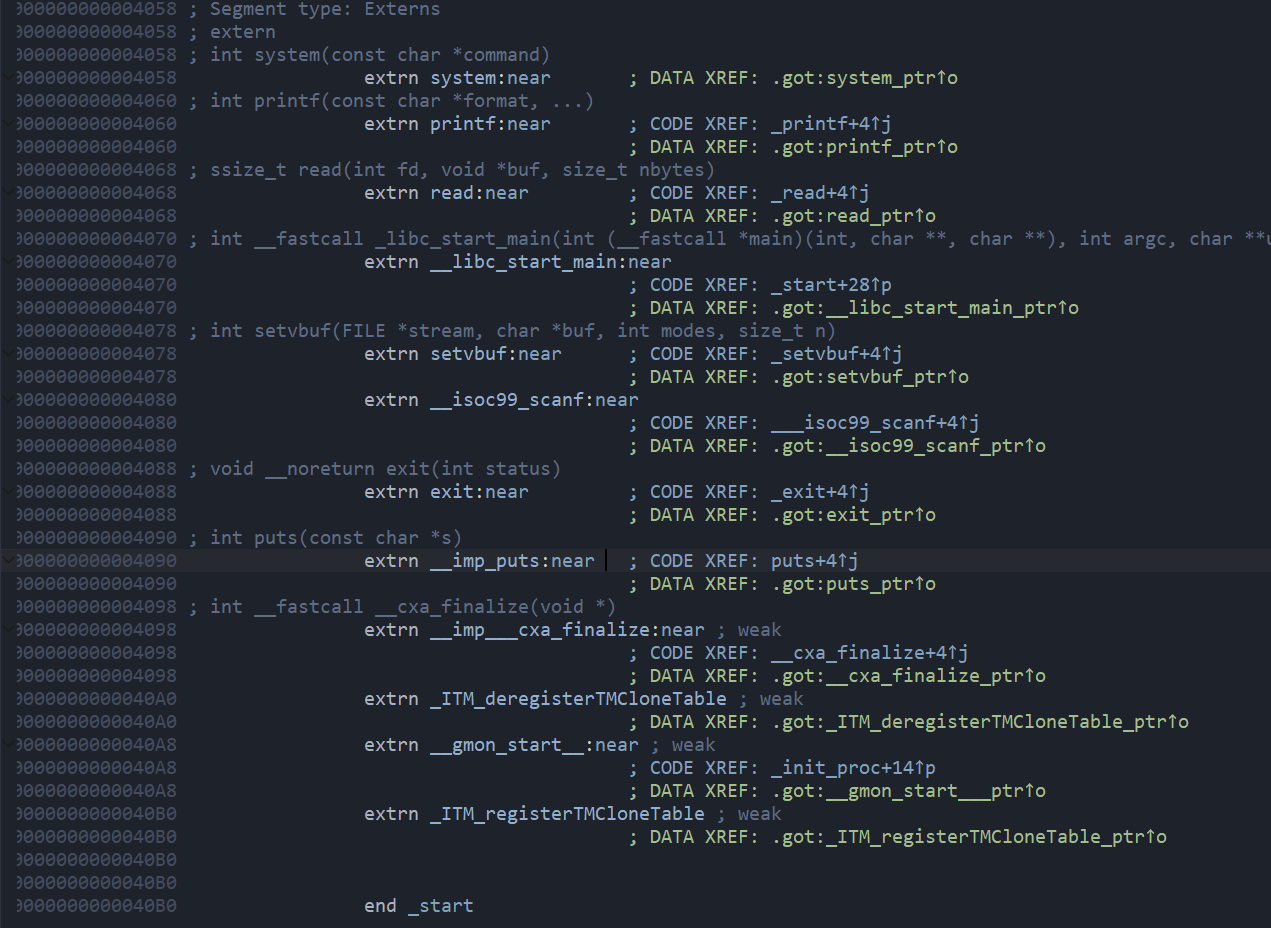 0000000000004058 ; Segment type: Externs
0000000000004058 ; extern
0000000000004058 ; int system(const char *command)
0000000000004058                 extrn system:near       ; DATA XREF: .got:system_ptr↑o
0000000000004060 ; int printf(const char *format, ...)
0000000000004060                 extrn printf:near       ; CODE XREF: _printf+4↑j
0000000000004060                                         ; DATA XREF: .got:printf_ptr↑o
0000000000004068 ; ssize_t read(int fd, void *buf, size_t nbytes)
0000000000004068                 extrn read:near         ; CODE XREF: _read+4↑j
0000000000004068                                         ; DATA XREF: .got:read_ptr↑o
0000000000004070 ; int __fastcall _libc_start_main(int (__fastcall *main)(int, char **, char **), int argc, char **
0000000000004070                 extrn __libc_start_main:near
0000000000004070                                         ; CODE XREF: _start+28↑p
0000000000004070                                         ; DATA XREF: .got:__libc_start_main_ptr↑o
0000000000004078 ; int setvbuf(FILE *stream, char *buf, int modes, size_t n)
0000000000004078                 extrn setvbuf:near      ; CODE XREF: _setvbuf+4↑j
0000000000004078                                         ; DATA XREF: .got:setvbuf_ptr↑o
0000000000004080                 extrn __isoc99_scanf:near
0000000000004080                                         ; CODE XREF: ___isoc99_scanf+4↑j
0000000000004080                                         ; DATA XREF: .got:__isoc99_scanf_ptr↑o
0000000000004088 ; void __noreturn exit(int status)
0000000000004088                 extrn exit:near         ; CODE XREF: _exit+4↑j
0000000000004088                                         ; DATA XREF: .got:exit_ptr↑o
0000000000004090 ; int puts(const char *s)
0000000000004090                 extrn __imp_puts:near   ; CODE XREF: puts+4↑j
0000000000004090                                         ; DATA XREF: .got:puts_ptr↑o
0000000000004098 ; int __fastcall __cxa_finalize(void *)
0000000000004098                 extrn __imp___cxa_finalize:near ; weak
0000000000004098                                         ; CODE XREF: __cxa_finalize+4↑j
0000000000004098                                         ; DATA XREF: .got:__cxa_finalize_ptr↑o
00000000000040A0                 extrn _ITM_deregisterTMCloneTable ; weak
00000000000040A0                                         ; DATA XREF: .got:_ITM_deregisterTMCloneTable_ptr↑o
00000000000040A8                 extrn __gmon_start__:near ; weak
00000000000040A8                                         ; CODE XREF: _init_proc+14↑p
00000000000040A8                                         ; DATA XREF: .got:__gmon_start___ptr↑o
00000000000040B0                 extrn _ITM_registerTMCloneTable ; weak
00000000000040B0                                         ; DATA XREF: .got:_ITM_registerTMCloneTable_ptr↑o
00000000000040B0
00000000000040B0
00000000000040B0                 end _start